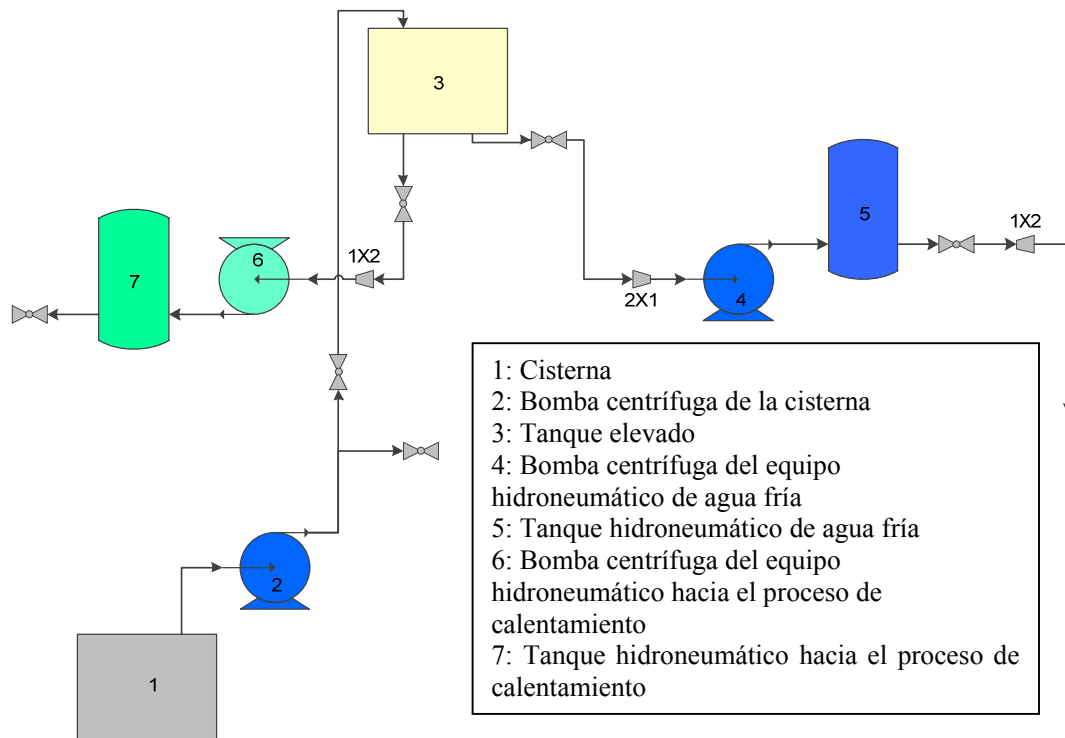 3
5
1X2
7
6
1X2
2X1
4
1: Cisterna
2: Bomba centrífuga de la cisterna
3: Tanque elevado
4: Bomba centrífuga del equipo
hidroneumático de agua fría
5: Tanque hidroneumático de agua fría
6: Bomba centrífuga del equipo
hidroneumático hacia el proceso de
calentamiento
7: Tanque hidroneumático hacia el proceso de
calentamiento
2
1